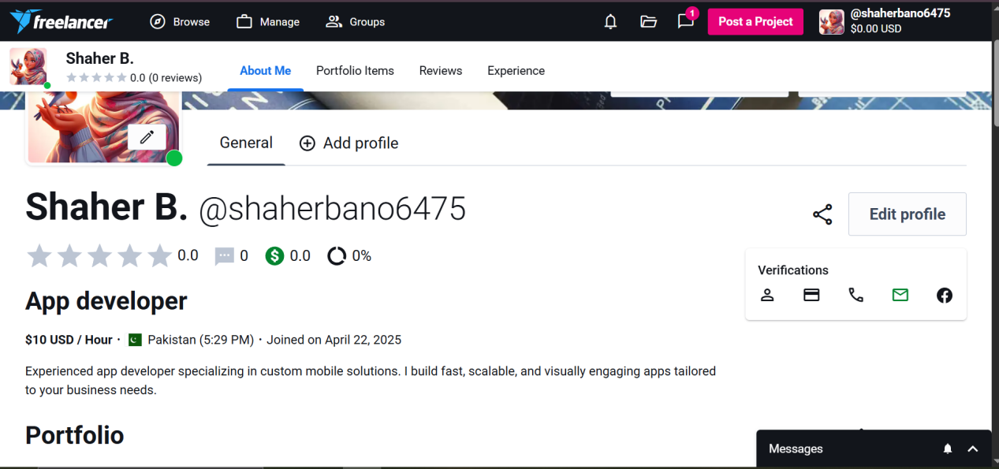 freelancer Browse Manage Groups 1 Post a Project @shaherbano6475
$0.00 USD
Shaher B.
0.0 (0 reviews) About Me Portfolio Items Reviews Experience
General Add profile
Shaher B. @shaherbano6475
Edit profile
0.0 0 $ 0.0 0%
Verifications
App developer
$10 USD / Hour · Pakistan (5:29 PM) · Joined on April 22, 2025
Experienced app developer specializing in custom mobile solutions. I build fast, scalable, and visually engaging apps tailored
to your business needs.
Portfolio
Messages